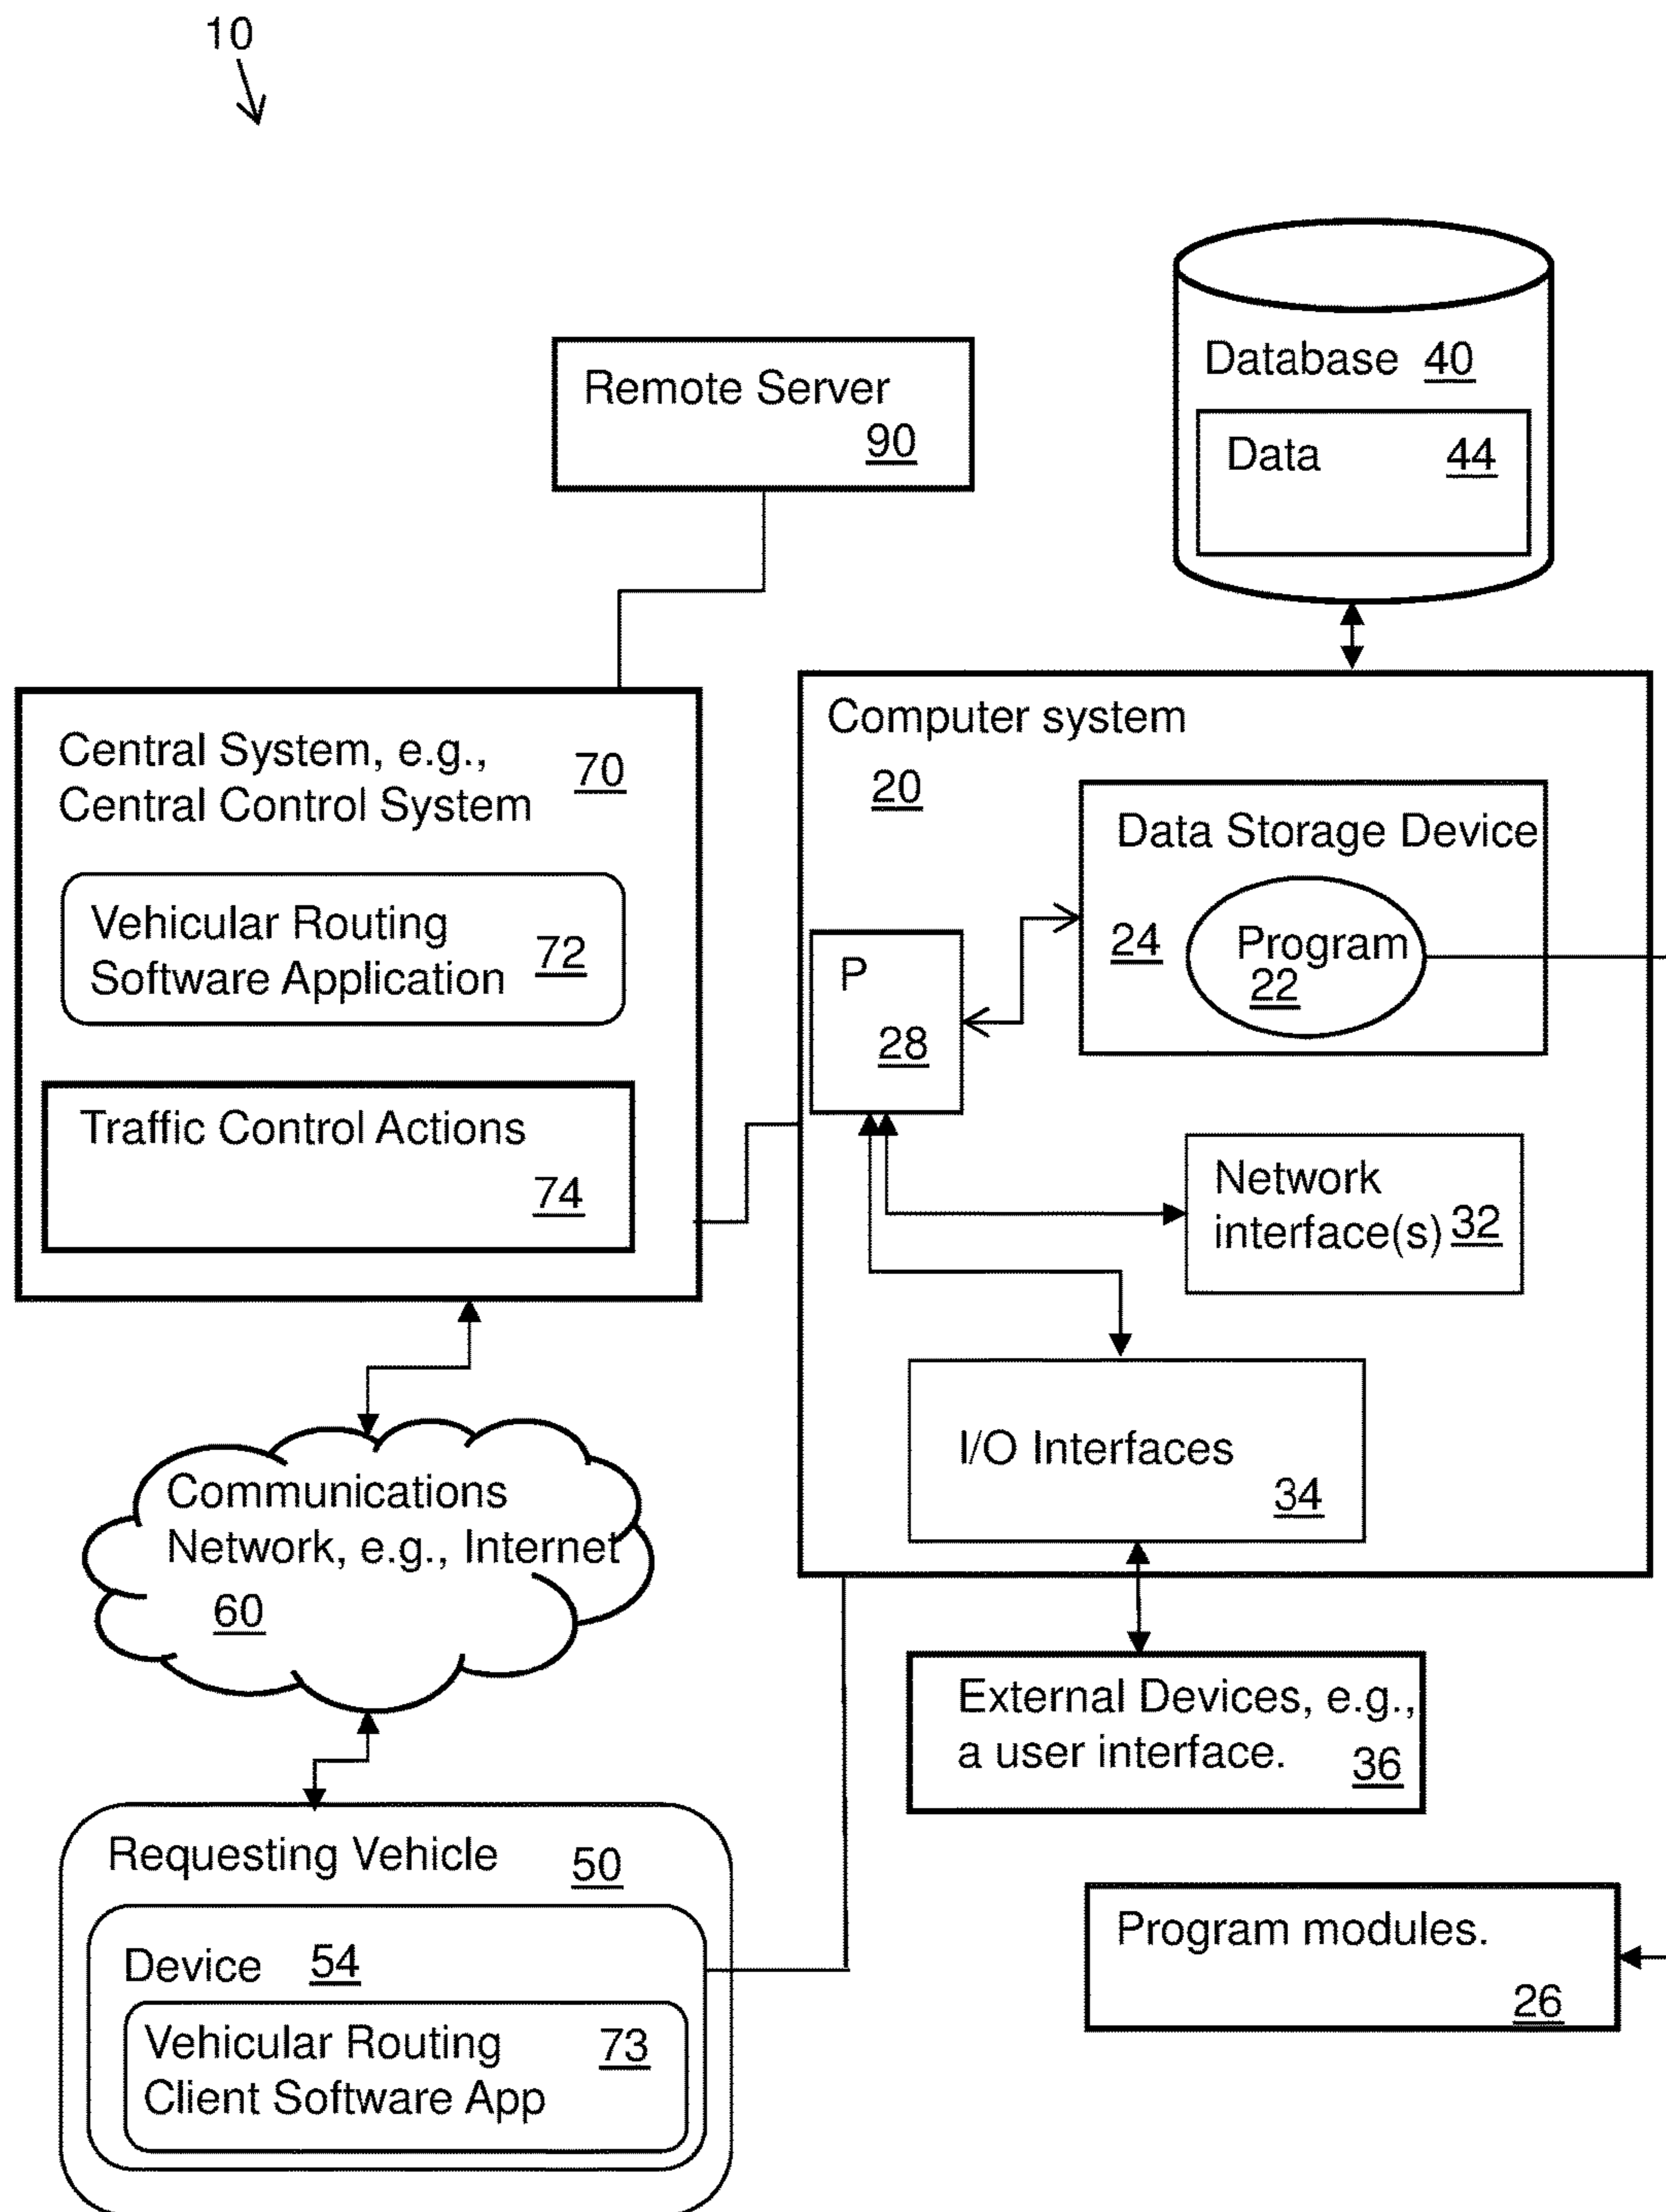 10
Remote Server
90
Database 40
Data 44
Central System, e.g., 70
Central Control System
Vehicular Routing 72
Software Application
Traffic Control Actions
74
Computer system
20
Data Storage Device
24
Program
22
P
28
Network
interface(s) 32
I/O Interfaces
34
Communications
Network, e.g., Internet
60
External Devices, e.g.,
a user interface. 36
Requesting Vehicle 50
Device 54
Vehicular Routing 73
Client Software App
Program modules.
26